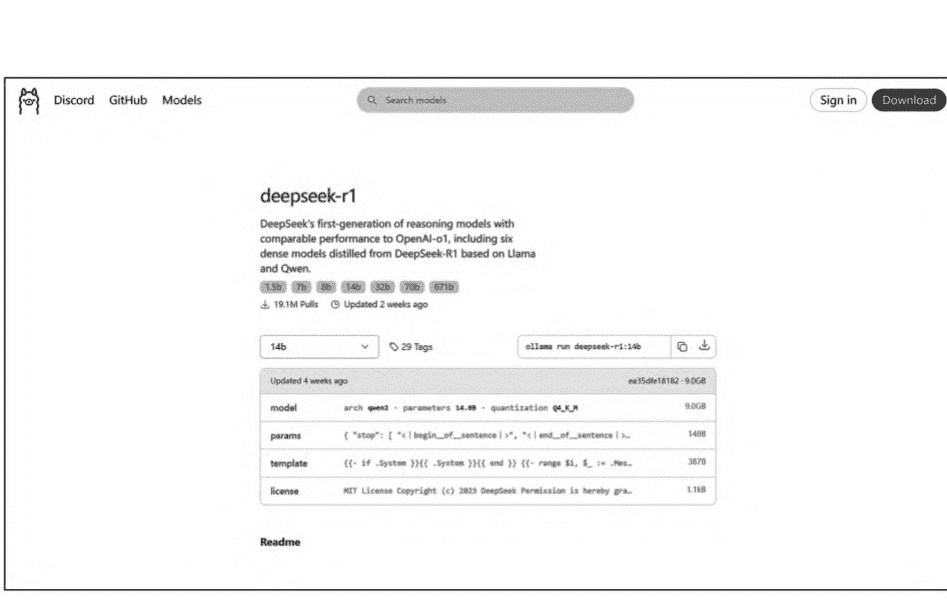 Discord GitHub Models Search models Sign in Download
deepseek-r1
DeepSeek's first-generation of reasoning models with
comparable performance to OpenAI-o1, including six
dense models distilled from DeepSeek-R1 based on Llama
and Qwen.
1.5b 7b 8b 14b 32b 70b 671b
19.1M Pulls Updated 2 weeks ago
14b 29 Tags ollama run deepseek-r1:14b
Updated 4 weeks ago ea35dfe18182 · 9.0GB
model arch qwen2 · parameters 14.8B · quantization Q4_K_M 9.0GB
params { "stop": [ "<|begin__of__sentence|>", "<|end__of__sentence|>… 148B
template {{- if .System }}{{ .System }}{{ end }} {{- range $i, $_ := .Mes… 387B
license MIT License Copyright (c) 2023 DeepSeek Permission is hereby gra… 1.1kB
Readme